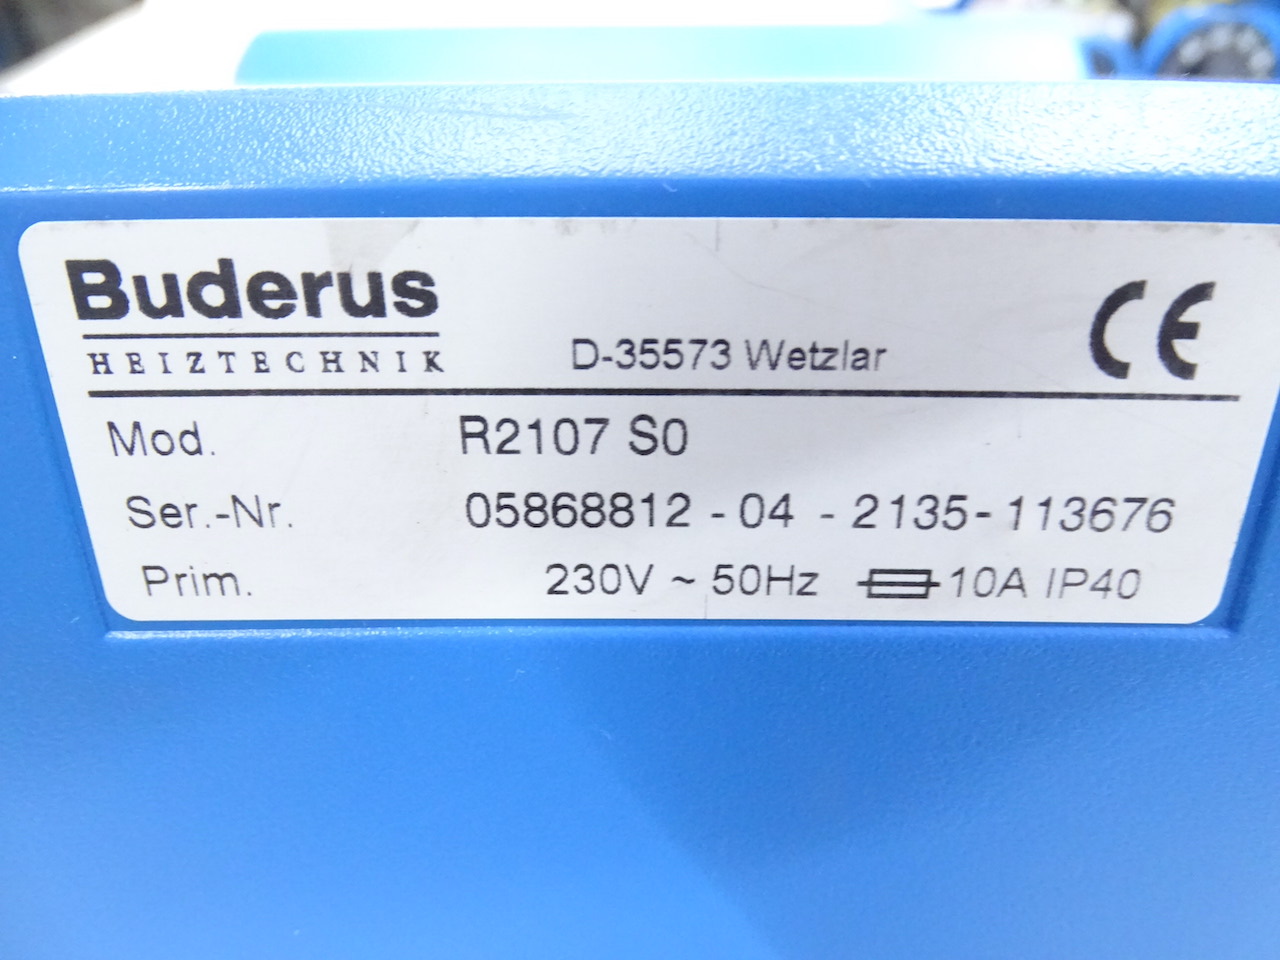 Buderus
HEIZTECHNIK
D-35573 Wetzlar
CE
Mod. R2107 S0
Ser.-Nr. 05868812 - 04 - 2135- 113676
Prim. 230V ~ 50Hz 10A IP40